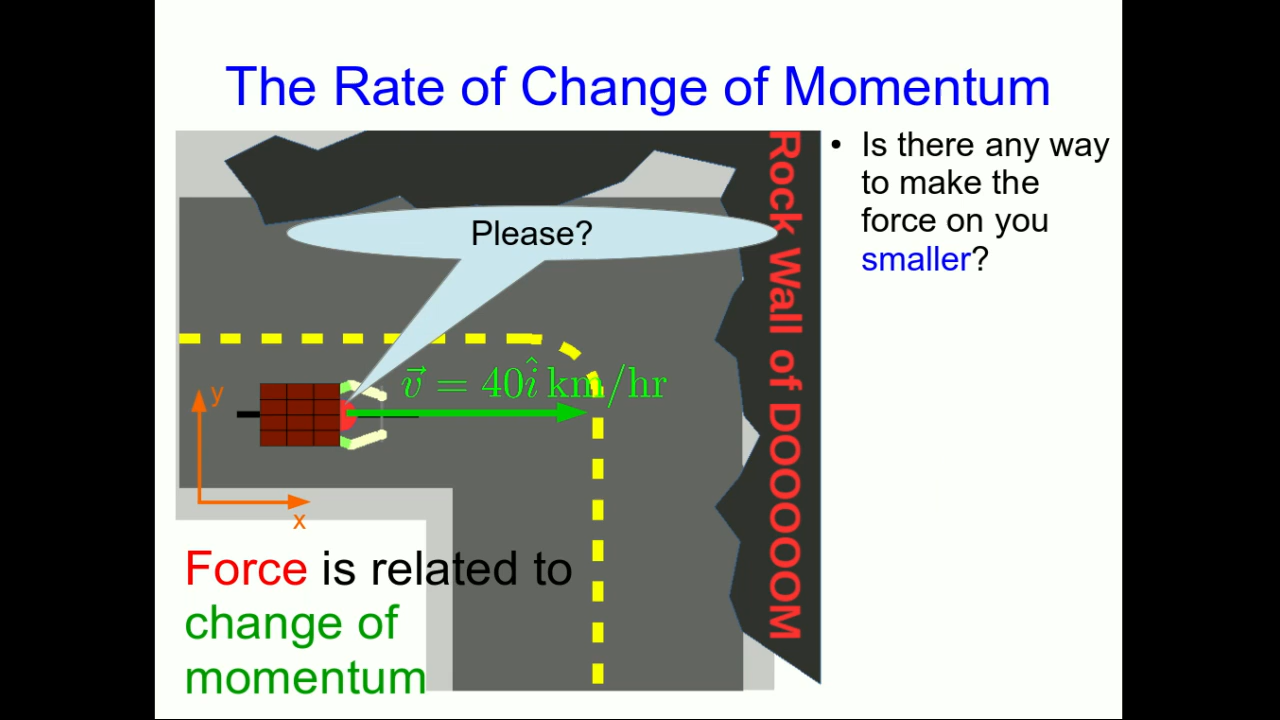 The Rate of Change of Momentum
Rock Wall of DOOOOOM
• Is there any way
to make the
force on you
smaller?
Please?
v⃗ = 40î km/hr
y
x
Force is related to
change of
momentum